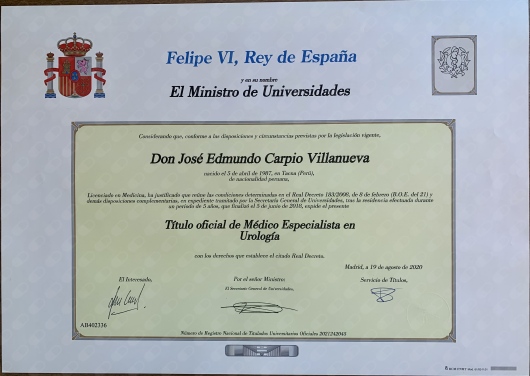 Felipe VI, Rey de España
y en su nombre
El Ministro de Universidades
Considerando que, conforme a las disposiciones y circunstancias previstas por la legislación vigente,
Don José Edmundo Carpio Villanueva
nacido el 5 de abril de 1987, en Tacna (Perú),
de nacionalidad peruana,
Licenciado en Medicina, ha justificado que reúne las condiciones determinadas en el Real Decreto 183/2008, de 8 de febrero (B.O.E. del 21) y
demás disposiciones complementarias, en expediente tramitado por la Secretaría General de Universidades, tras la residencia efectuada durante
un período de 5 años, que finalizó el 5 de junio de 2018, expide el presente
Título oficial de Médico Especialista en
Urología
con los derechos que establece el citado Real Decreto.
Madrid, a 19 de agosto de 2020
El Interesado,
Por el señor Ministro:
El Secretario General de Universidades,
Servicio de Títulos,
AB402336
Número de Registro Nacional de Titulados Universitarios Oficiales 2021242043